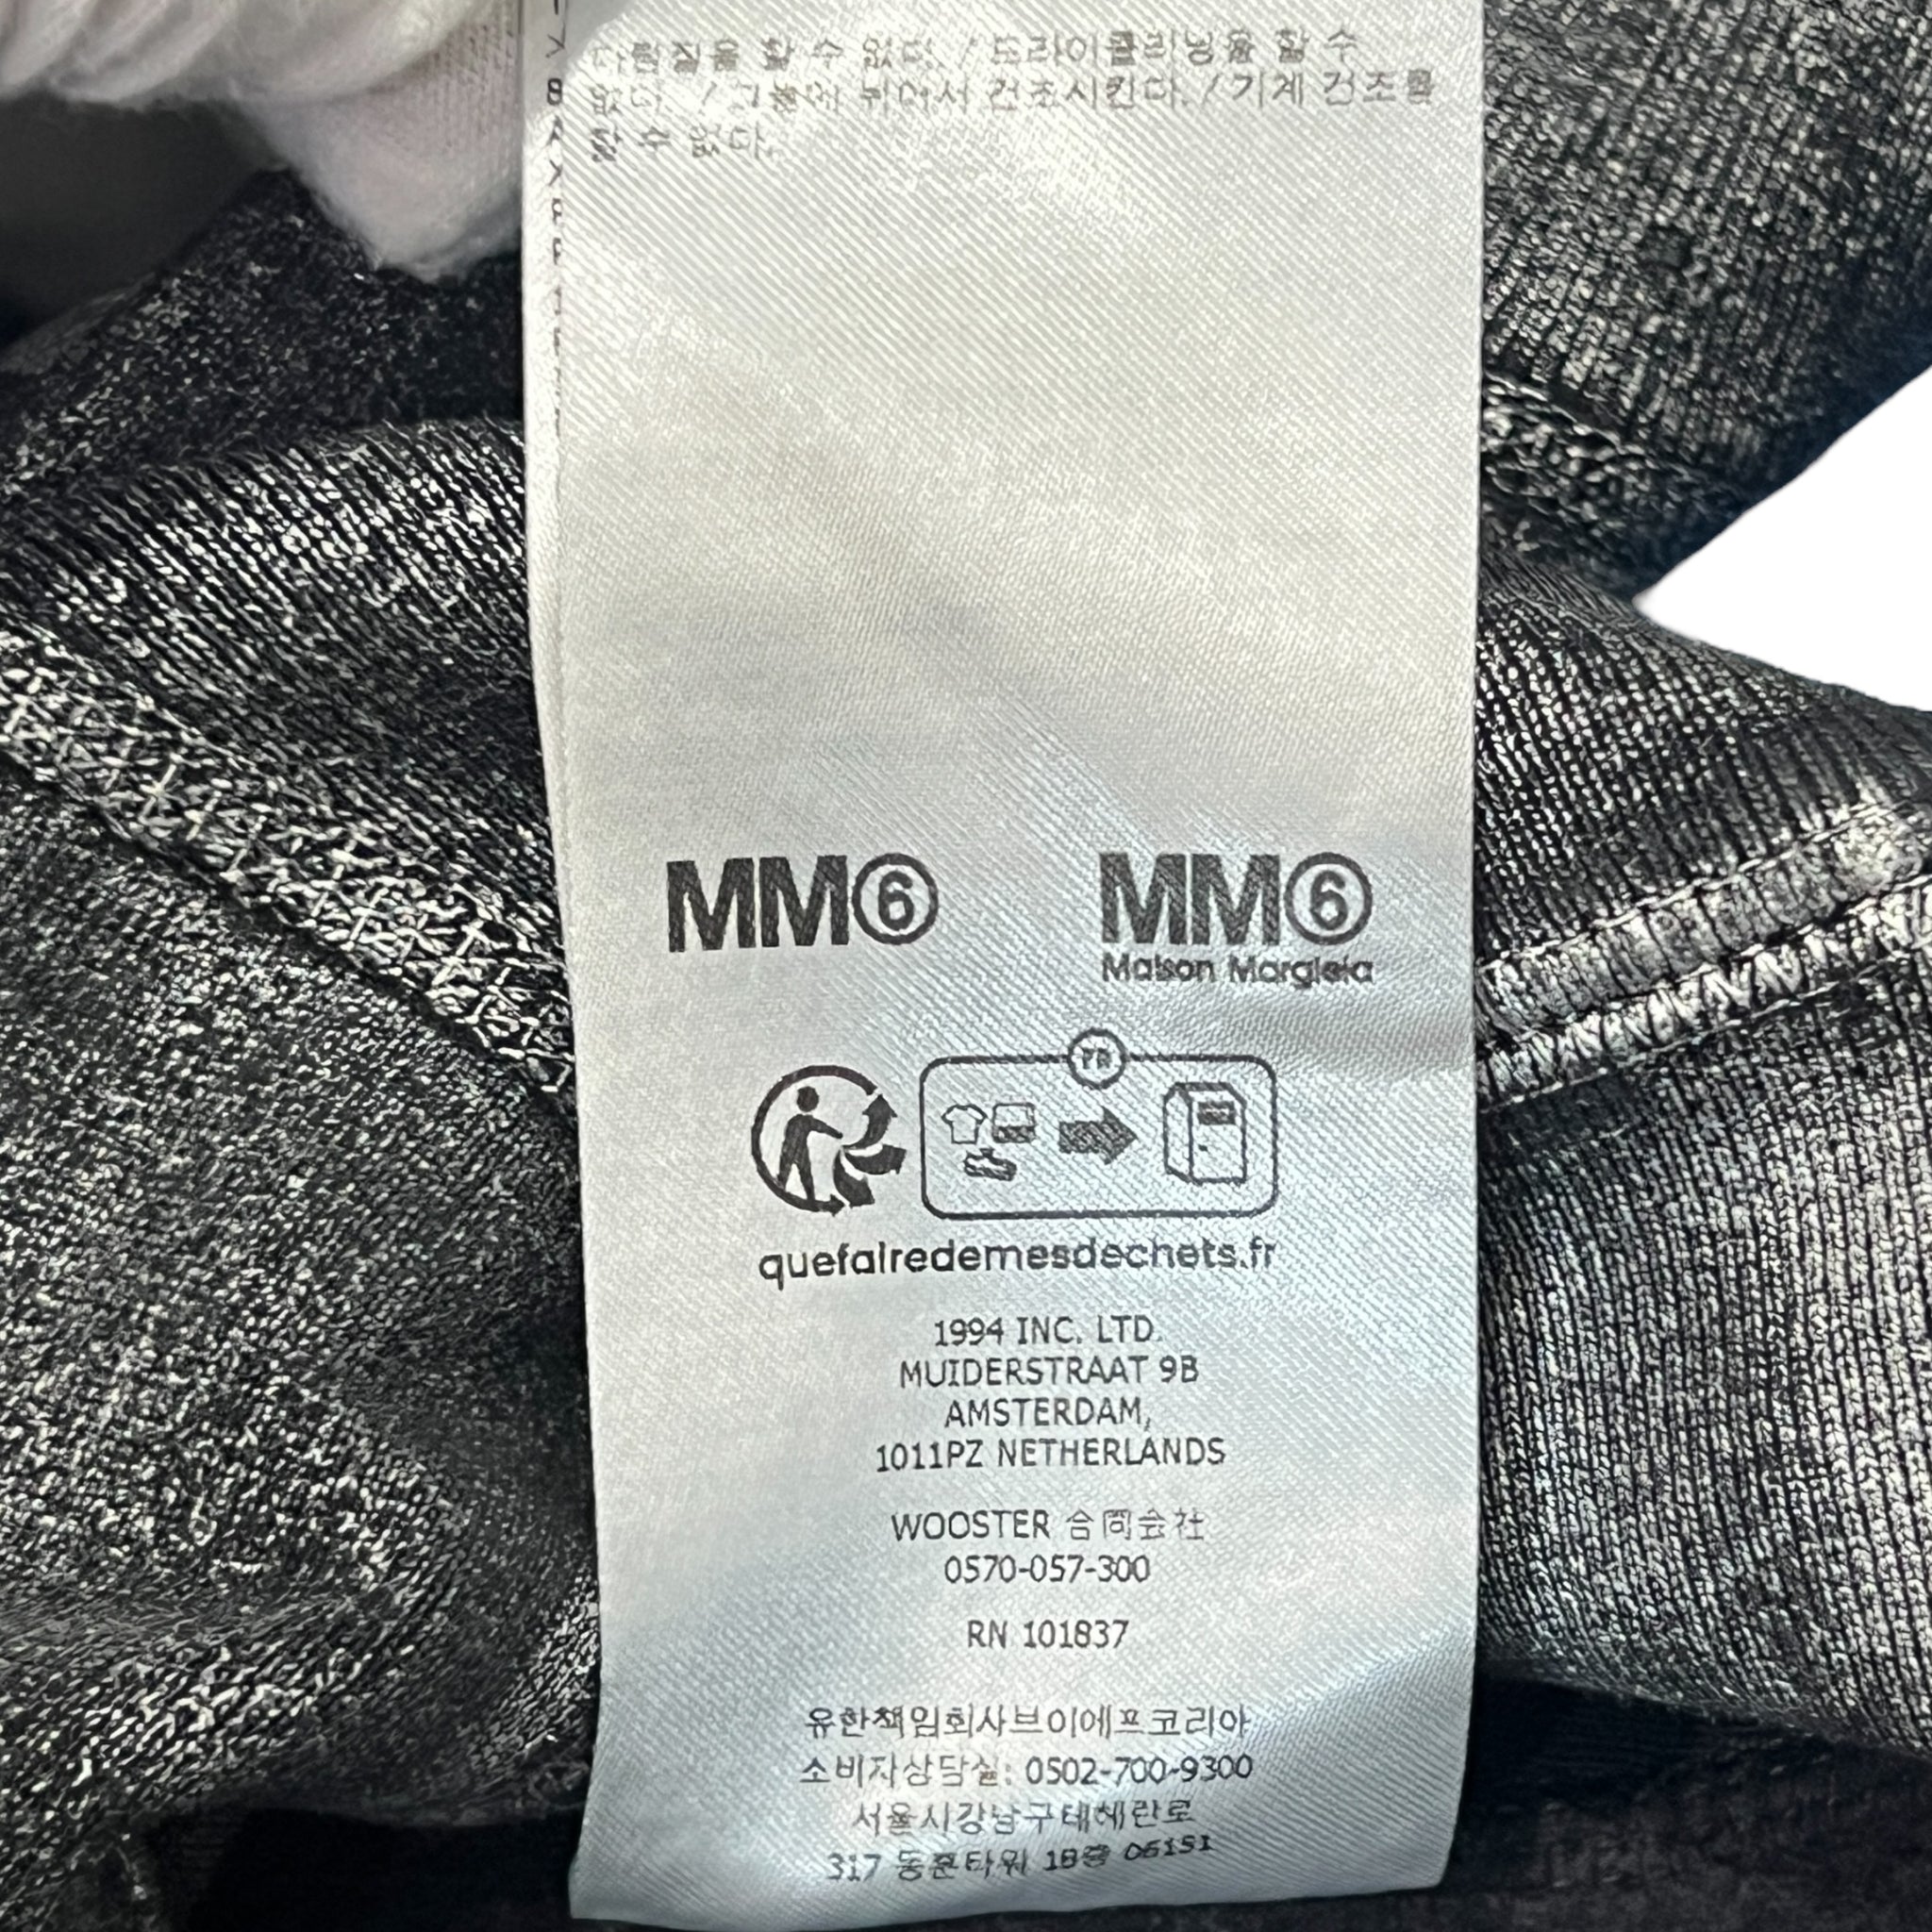 다림질을 할 수 없다. / 드라이클리닝을 할 수
없다. / 그늘에 뉘어서 건조시킨다. / 기계 건조를
할 수 없다.
MM⑥ MM⑥
Maison Margiela
FR
quefairedemesdechets.fr
1994 INC. LTD.
MUIDERSTRAAT 9B
AMSTERDAM,
1011PZ NETHERLANDS
WOOSTER 合同会社
0570-057-300
RN 101837
유한책임회사브이에프코리아
소비자상담실: 0502-700-9300
서울시강남구테헤란로
317 동훈타워 18층 06151